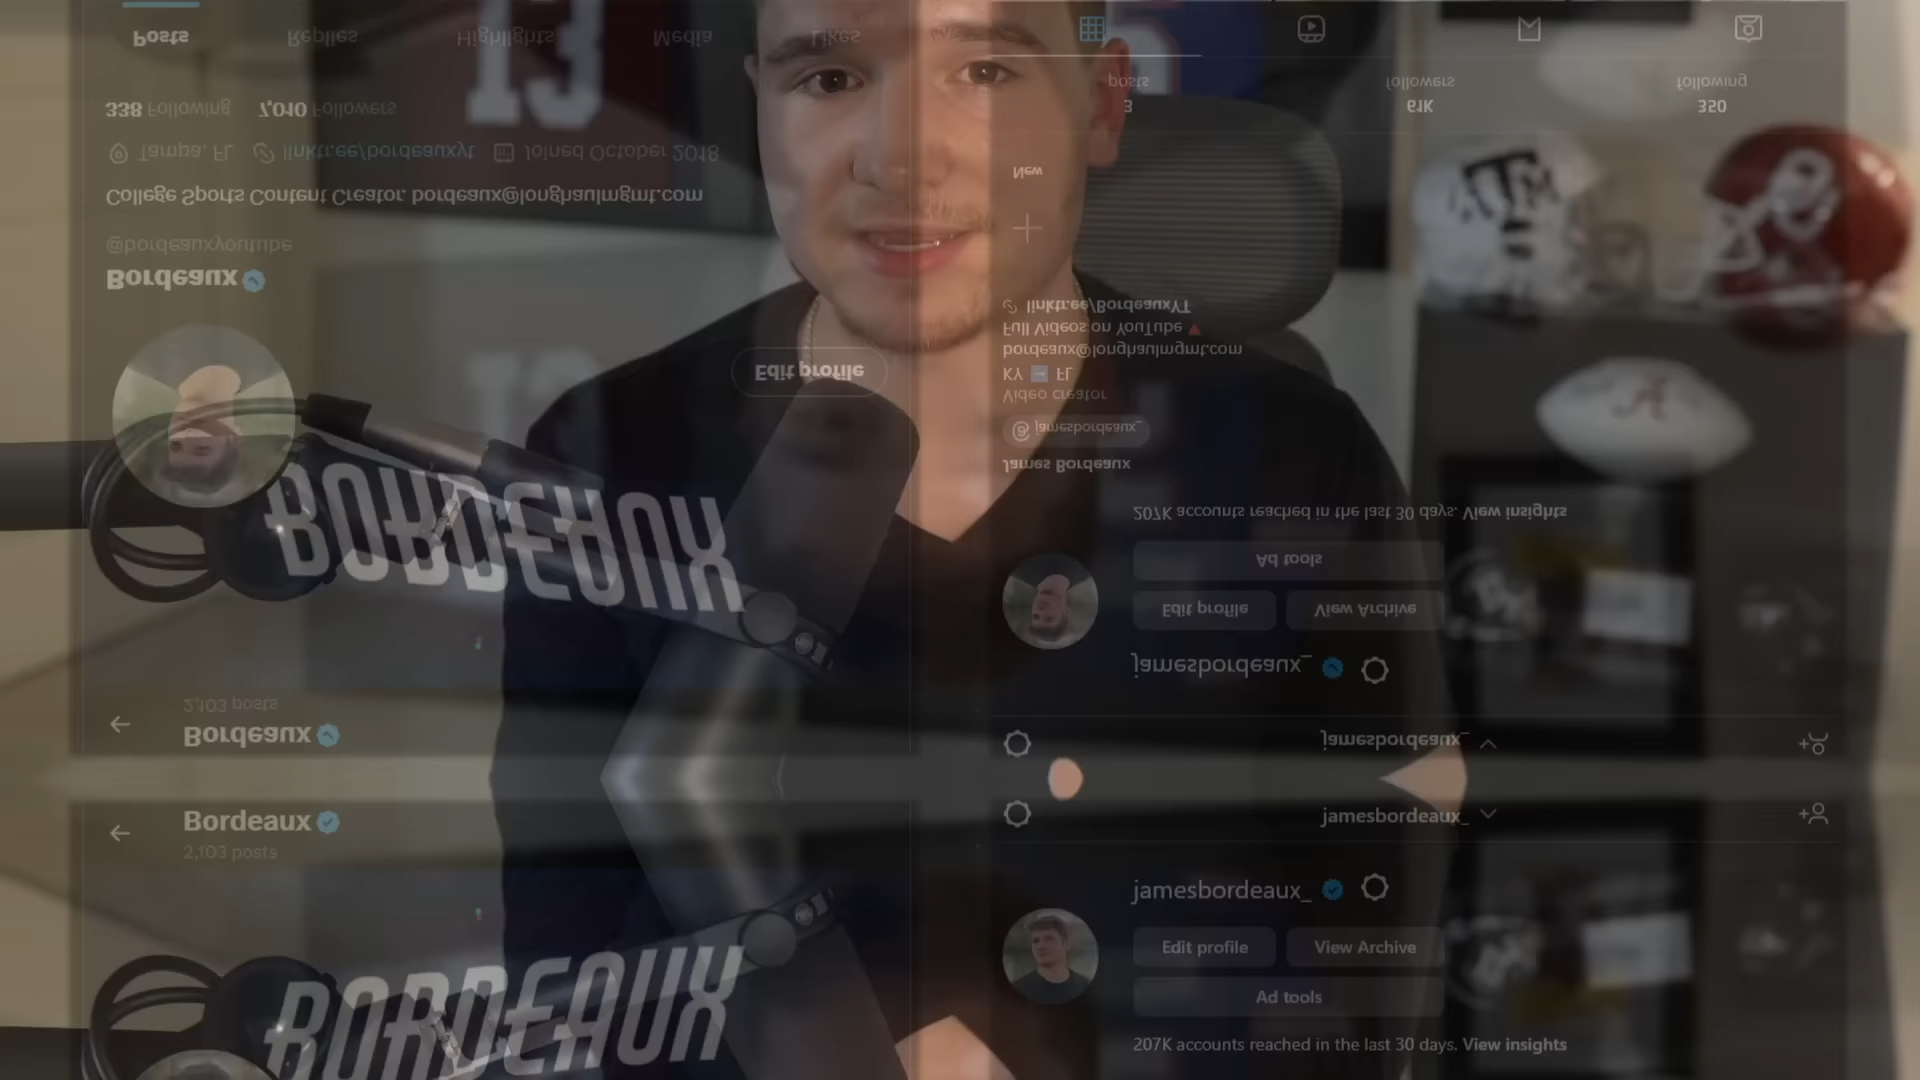 Posts Replies Highlights Media Likes
338 Following 7,010 Followers
Tampa, FL linktr.ee/bordeauxyt Joined October 2018
College Sports Content Creator. bordeaux@longhaulmgmt.com
@bordeauxyoutube
Bordeaux
Edit profile
BORDEAUX
2,103 posts
Bordeaux
Bordeaux
2,103 posts
BORDEAUX
13
posts followers following
3 61K 350
New
linktr.ee/BordeauxYT
Full Videos on YouTube
bordeaux@longhaulmgmt.com
KY FL
Video creator
jamesbordeaux_
James Bordeaux
207K accounts reached in the last 30 days. View insights
Ad tools
Edit profile View Archive
jamesbordeaux_
jamesbordeaux_
jamesbordeaux_
jamesbordeaux_
Edit profile View Archive
Ad tools
207K accounts reached in the last 30 days. View insights
ATM
A